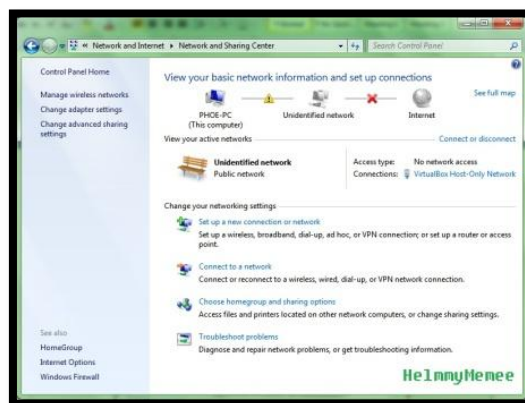 Network and Internet ▸ Network and Sharing Center
Search Control Panel
Control Panel Home
Manage wireless networks
Change adapter settings
Change advanced sharing
settings
See also
HomeGroup
Internet Options
Windows Firewall
View your basic network information and set up connections
See full map
PHOE-PC
(This computer)
Unidentified network
Internet
View your active networks
Connect or disconnect
Unidentified network
Public network
Access type: No network access
Connections: VirtualBox Host-Only Network
Change your networking settings
Set up a new connection or network
Set up a wireless, broadband, dial-up, ad hoc, or VPN connection; or set up a router or access
point.
Connect to a network
Connect or reconnect to a wireless, wired, dial-up, or VPN network connection.
Choose homegroup and sharing options
Access files and printers located on other network computers, or change sharing settings.
Troubleshoot problems
Diagnose and repair network problems, or get troubleshooting information.
HelmmyMemee